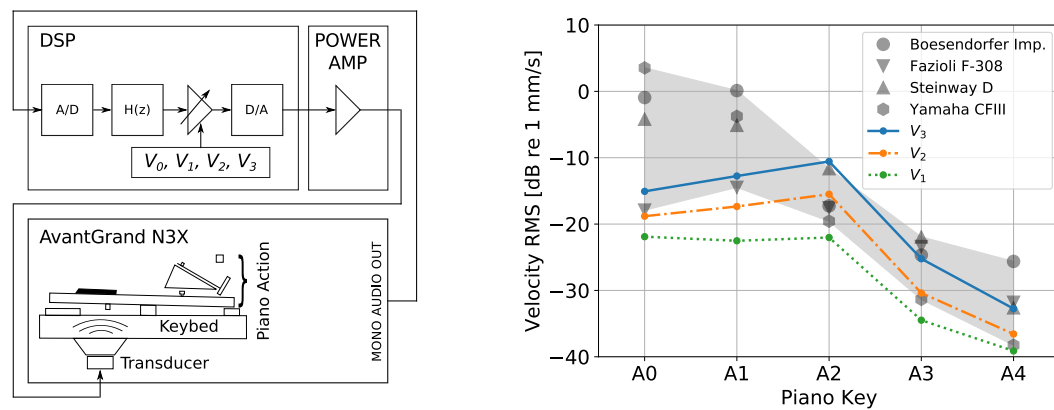 DSP
POWER
AMP
A/D
H(z)
D/A
V0, V1, V2, V3
AvantGrand N3X
Piano Action
MONO AUDIO OUT
Keybed
Transducer
10
0
−10
−20
−30
−40
Velocity RMS [dB re 1 mm/s]
Boesendorfer Imp.
Fazioli F-308
Steinway D
Yamaha CFIII
V3
V2
V1
A0 A1 A2 A3 A4
Piano Key